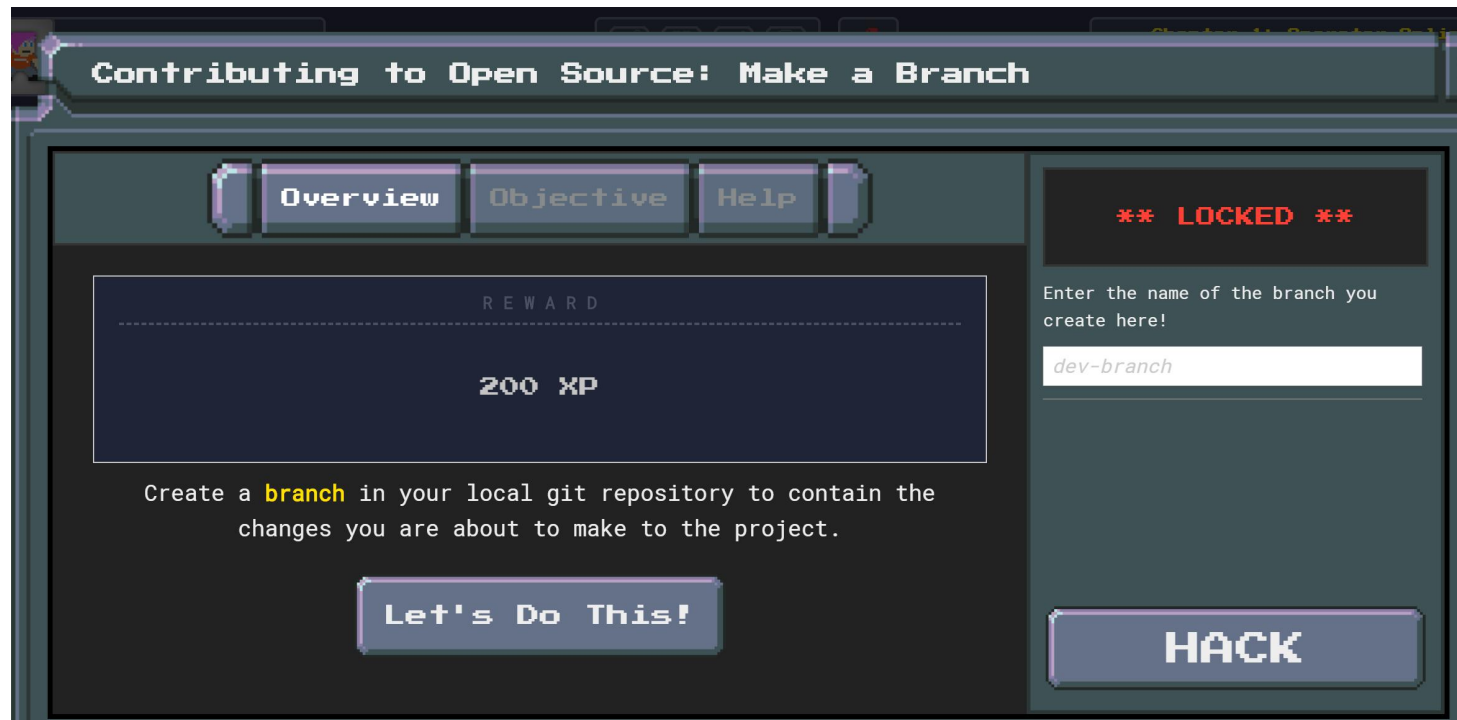 Contributing to Open Source: Make a Branch
Overview
Objective
Help
REWARD
200 XP
Create a branch in your local git repository to contain the
changes you are about to make to the project.
Let's Do This!
** LOCKED **
Enter the name of the branch you
create here!
dev-branch
HACK